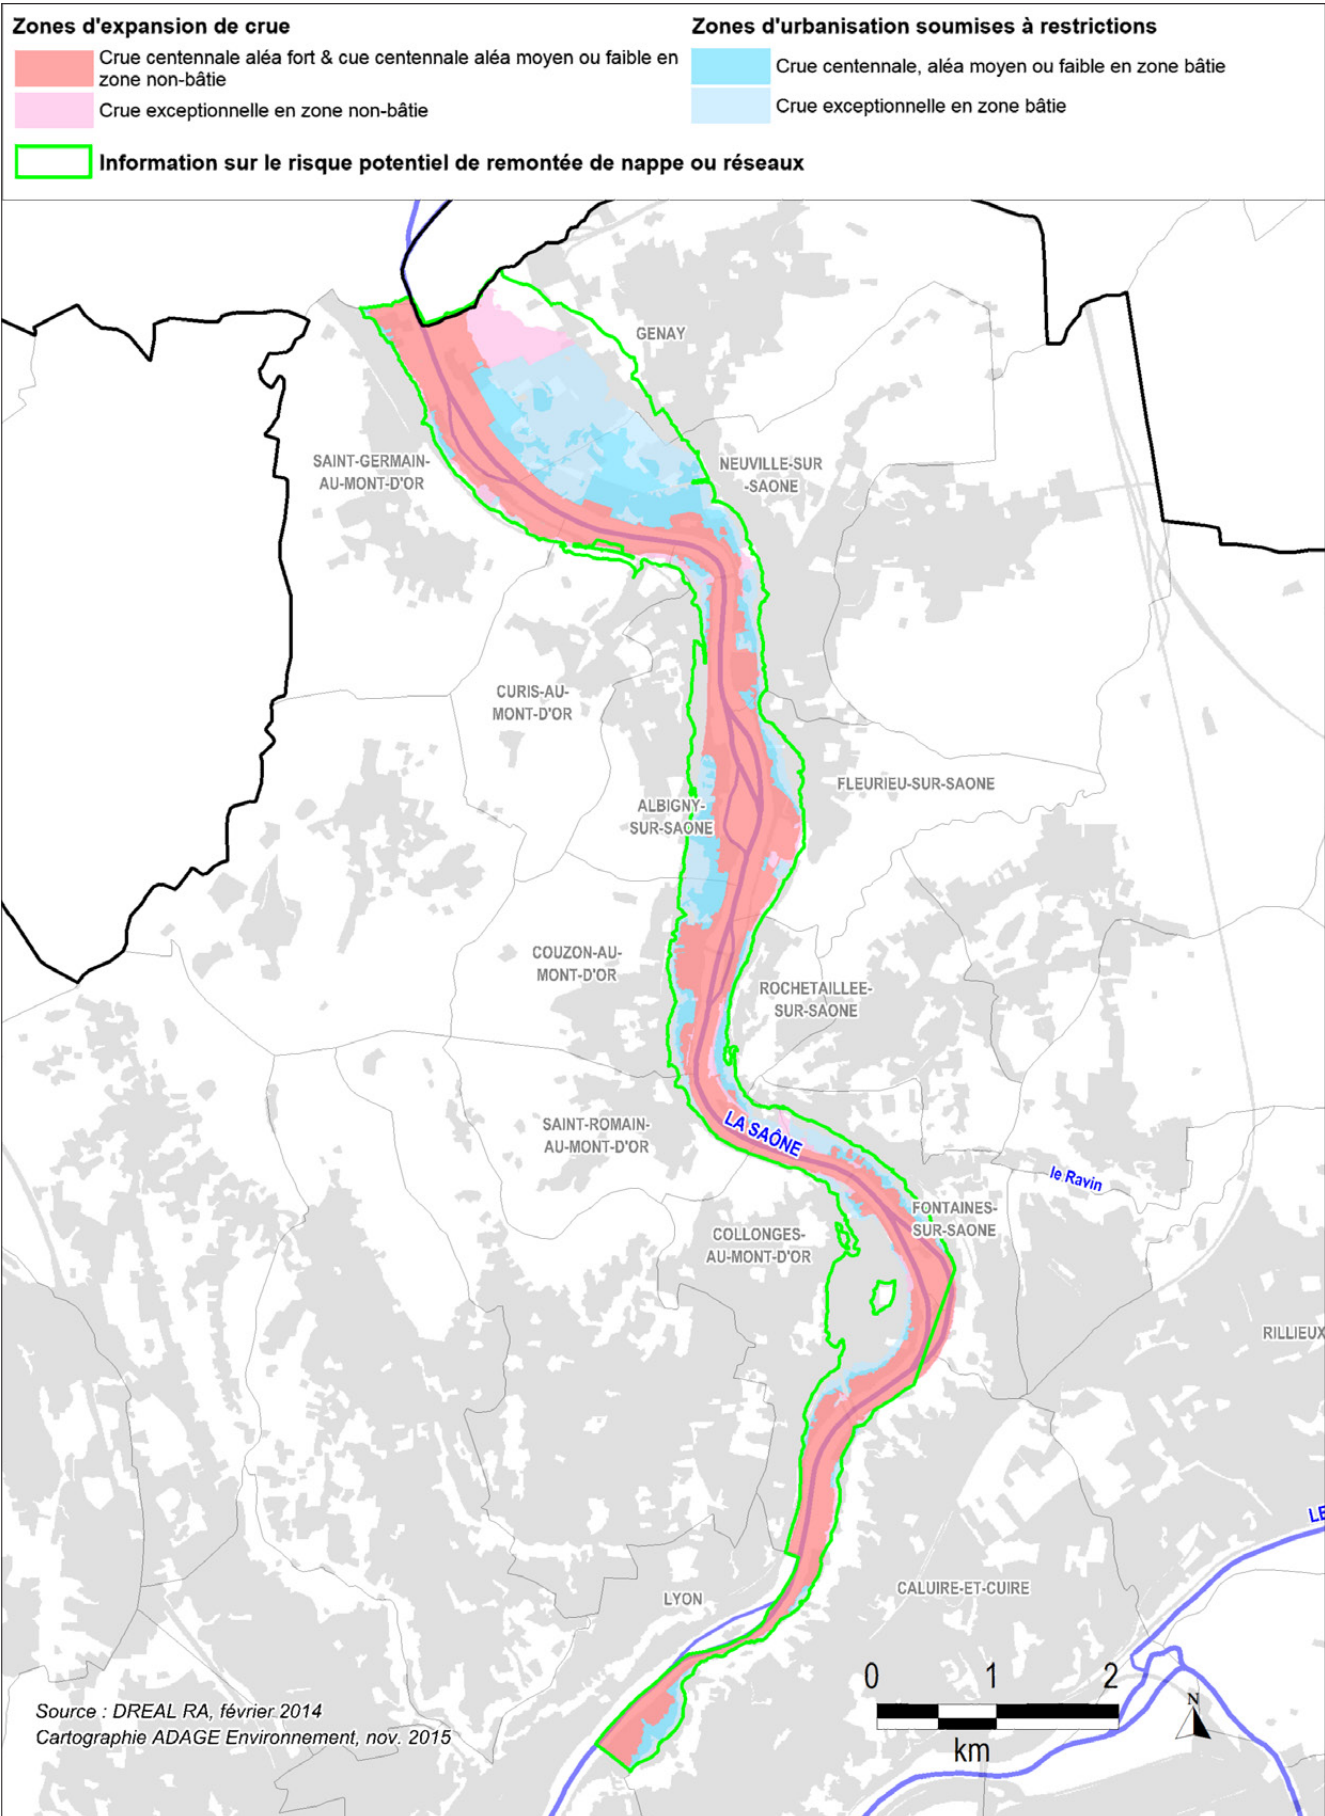 Zones d'expansion de crue
Crue centennale aléa fort & cue centennale aléa moyen ou faible en
zone non-bâtie
Crue exceptionnelle en zone non-bâtie
Zones d'urbanisation soumises à restrictions
Crue centennale, aléa moyen ou faible en zone bâtie
Crue exceptionnelle en zone bâtie
Information sur le risque potentiel de remontée de nappe ou réseaux
GENAY
SAINT-GERMAIN-
AU-MONT-D'OR
NEUVILLE-SUR
-SAONE
CURIS-AU-
MONT-D'OR
FLEURIEU-SUR-SAONE
ALBIGNY-
SUR-SAONE
COUZON-AU-
MONT-D'OR
ROCHETAILLEE-
SUR-SAONE
SAINT-ROMAIN-
AU-MONT-D'OR
LA SAÔNE
le Ravin
FONTAINES-
SUR-SAONE
COLLONGES-
AU-MONT-D'OR
RILLIEUX
LE
LYON
CALUIRE-ET-CUIRE
0 1 2
km
N
Source : DREAL RA, février 2014
Cartographie ADAGE Environnement, nov. 2015